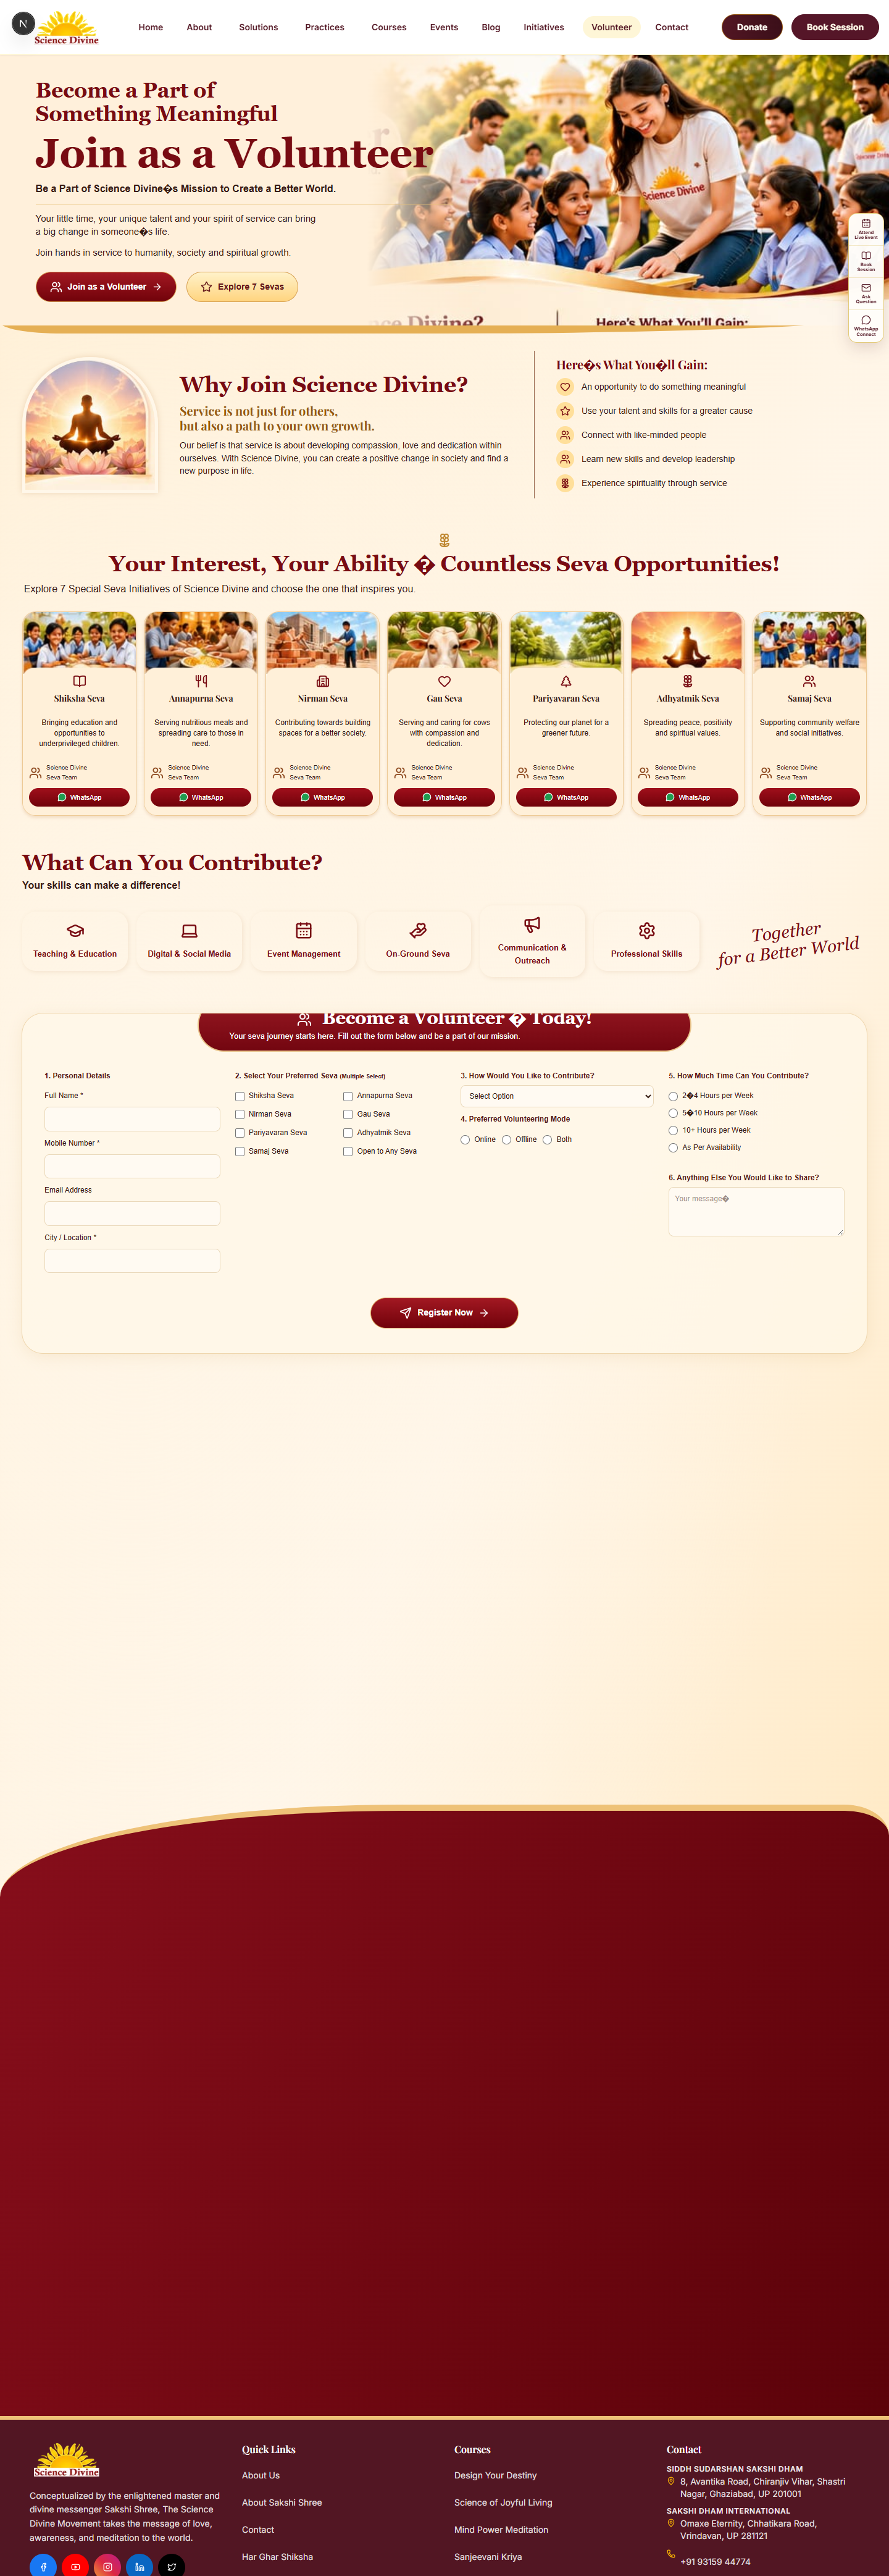 N
Science Divine
Home
About
Solutions
Practices
Courses
Events
Blog
Initiatives
Volunteer
Contact
Donate
Book Session
Become a Part of
Something Meaningful
Join as a Volunteer
Be a Part of Science Divine�s Mission to Create a Better World.
Your little time, your unique talent and your spirit of service can bring
a big change in someone�s life.
Join hands in service to humanity, society and spiritual growth.
Join as a Volunteer
Explore 7 Sevas
Science Divine
Attend
Live Event
Book
Session
Ask
Question
WhatsApp
Connect
ce Divine?
Here's What You'll Gain:
Why Join Science Divine?
Service is not just for others,
but also a path to your own growth.
Our belief is that service is about developing compassion, love and dedication within
ourselves. With Science Divine, you can create a positive change in society and find a
new purpose in life.
Here�s What You�ll Gain:
An opportunity to do something meaningful
Use your talent and skills for a greater cause
Connect with like-minded people
Learn new skills and develop leadership
Experience spirituality through service
Your Interest, Your Ability � Countless Seva Opportunities!
Explore 7 Special Seva Initiatives of Science Divine and choose the one that inspires you.
Shiksha Seva
Bringing education and
opportunities to
underprivileged children.
Science Divine
Seva Team
WhatsApp
Annapurna Seva
Serving nutritious meals and
spreading care to those in
need.
Science Divine
Seva Team
WhatsApp
Nirman Seva
Contributing towards building
spaces for a better society.
Science Divine
Seva Team
WhatsApp
Gau Seva
Serving and caring for cows
with compassion and
dedication.
Science Divine
Seva Team
WhatsApp
Pariyavaran Seva
Protecting our planet for a
greener future.
Science Divine
Seva Team
WhatsApp
Adhyatmik Seva
Spreading peace, positivity
and spiritual values.
Science Divine
Seva Team
WhatsApp
Samaj Seva
Supporting community welfare
and social initiatives.
Science Divine
Seva Team
WhatsApp
What Can You Contribute?
Your skills can make a difference!
Teaching & Education
Digital & Social Media
Event Management
On-Ground Seva
Communication &
Outreach
Professional Skills
Together
for a Better World
Become a Volunteer � Today!
Your seva journey starts here. Fill out the form below and be a part of our mission.
1. Personal Details
Full Name *
Mobile Number *
Email Address
City / Location *
2. Select Your Preferred Seva (Multiple Select)
Shiksha Seva
Annapurna Seva
Nirman Seva
Gau Seva
Pariyavaran Seva
Adhyatmik Seva
Samaj Seva
Open to Any Seva
3. How Would You Like to Contribute?
Select Option
4. Preferred Volunteering Mode
Online
Offline
Both
5. How Much Time Can You Contribute?
2�4 Hours per Week
5�10 Hours per Week
10+ Hours per Week
As Per Availability
6. Anything Else You Would Like to Share?
Your message�
Register Now
Science Divine
Conceptualized by the enlightened master and
divine messenger Sakshi Shree, The Science
Divine Movement takes the message of love,
awareness, and meditation to the world.
Quick Links
About Us
About Sakshi Shree
Contact
Har Ghar Shiksha
Courses
Design Your Destiny
Science of Joyful Living
Mind Power Meditation
Sanjeevani Kriya
Contact
SIDDH SUDARSHAN SAKSHI DHAM
8, Avantika Road, Chiranjiv Vihar, Shastri
Nagar, Ghaziabad, UP 201001
SAKSHI DHAM INTERNATIONAL
Omaxe Eternity, Chhatikara Road,
Vrindavan, UP 281121
+91 93159 44774